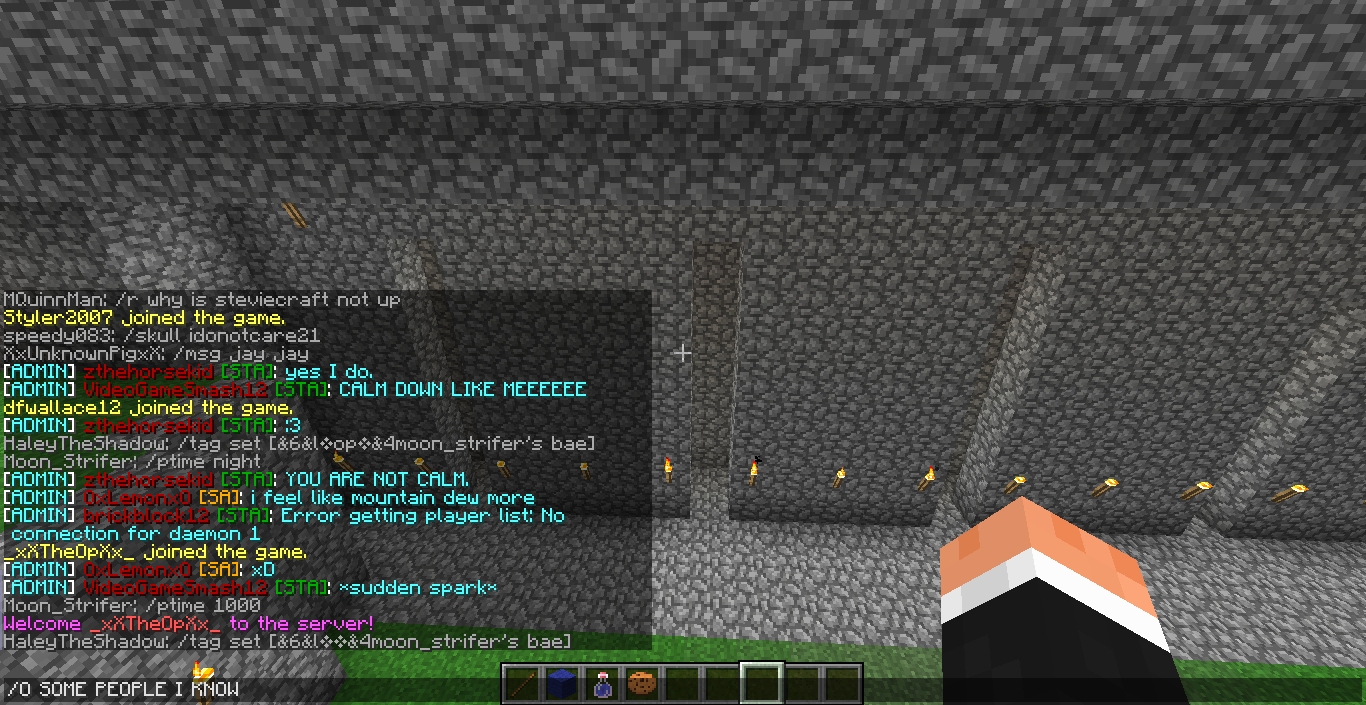 MQuinnMan: /r why is steviecraft not up
Styler2007 joined the game.
speedy083: /skull idonotcare21
XxUnknownPigxX: /msg jay jay
[ADMIN] zthehorsekid [STA]: yes I do.
[ADMIN] VideoGameSmash12 [STA]: CALM DOWN LIKE MEEEEEE
dfwallace12 joined the game.
[ADMIN] zthehorsekid [STA]: :3
HaleyTheShadow: /tag set [&6&l❖op❖&4moon_strifer's bae]
Moon_Strifer: /ptime night
[ADMIN] zthehorsekid [STA]: YOU ARE NOT CALM.
[ADMIN] 0xLemonx0 [SA]: i feel like mountain dew more
[ADMIN] brickblock12 [STA]: Error getting player list: No
connection for daemon 1
_xXTheOpXx_ joined the game.
[ADMIN] 0xLemonx0 [SA]: xD
[ADMIN] VideoGameSmash12 [STA]: *sudden spark*
Moon_Strifer: /ptime 1000
Welcome _xXTheOpXx_ to the server!
HaleyTheShadow: /tag set [&6&l❖❖&4moon_strifer's bae]
/O SOME PEOPLE I KNOW